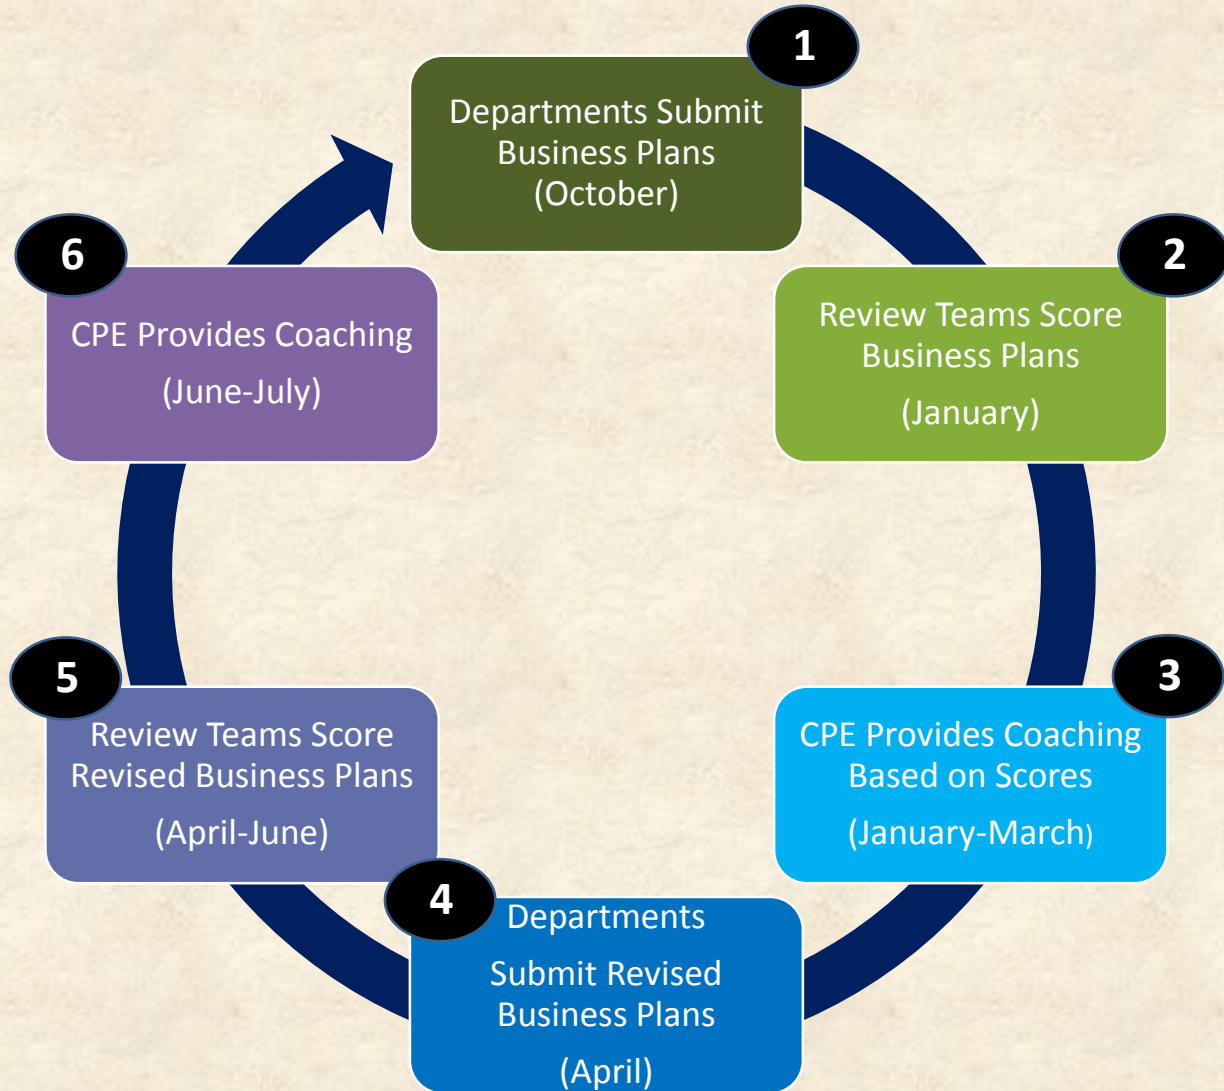 1
Departments Submit
Business Plans
(October)
2
Review Teams Score
Business Plans
(January)
3
CPE Provides Coaching
Based on Scores
(January-March)
4
Departments
Submit Revised
Business Plans
(April)
5
Review Teams Score
Revised Business Plans
(April-June)
6
CPE Provides Coaching
(June-July)